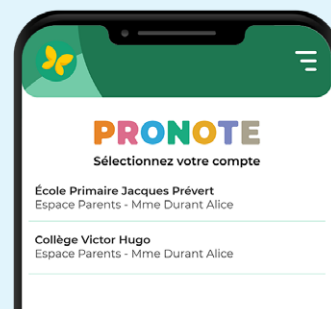 PRONOTE
Sélectionnez votre compte
École Primaire Jacques Prévert
Espace Parents - Mme Durant Alice
Collège Victor Hugo
Espace Parents - Mme Durant Alice